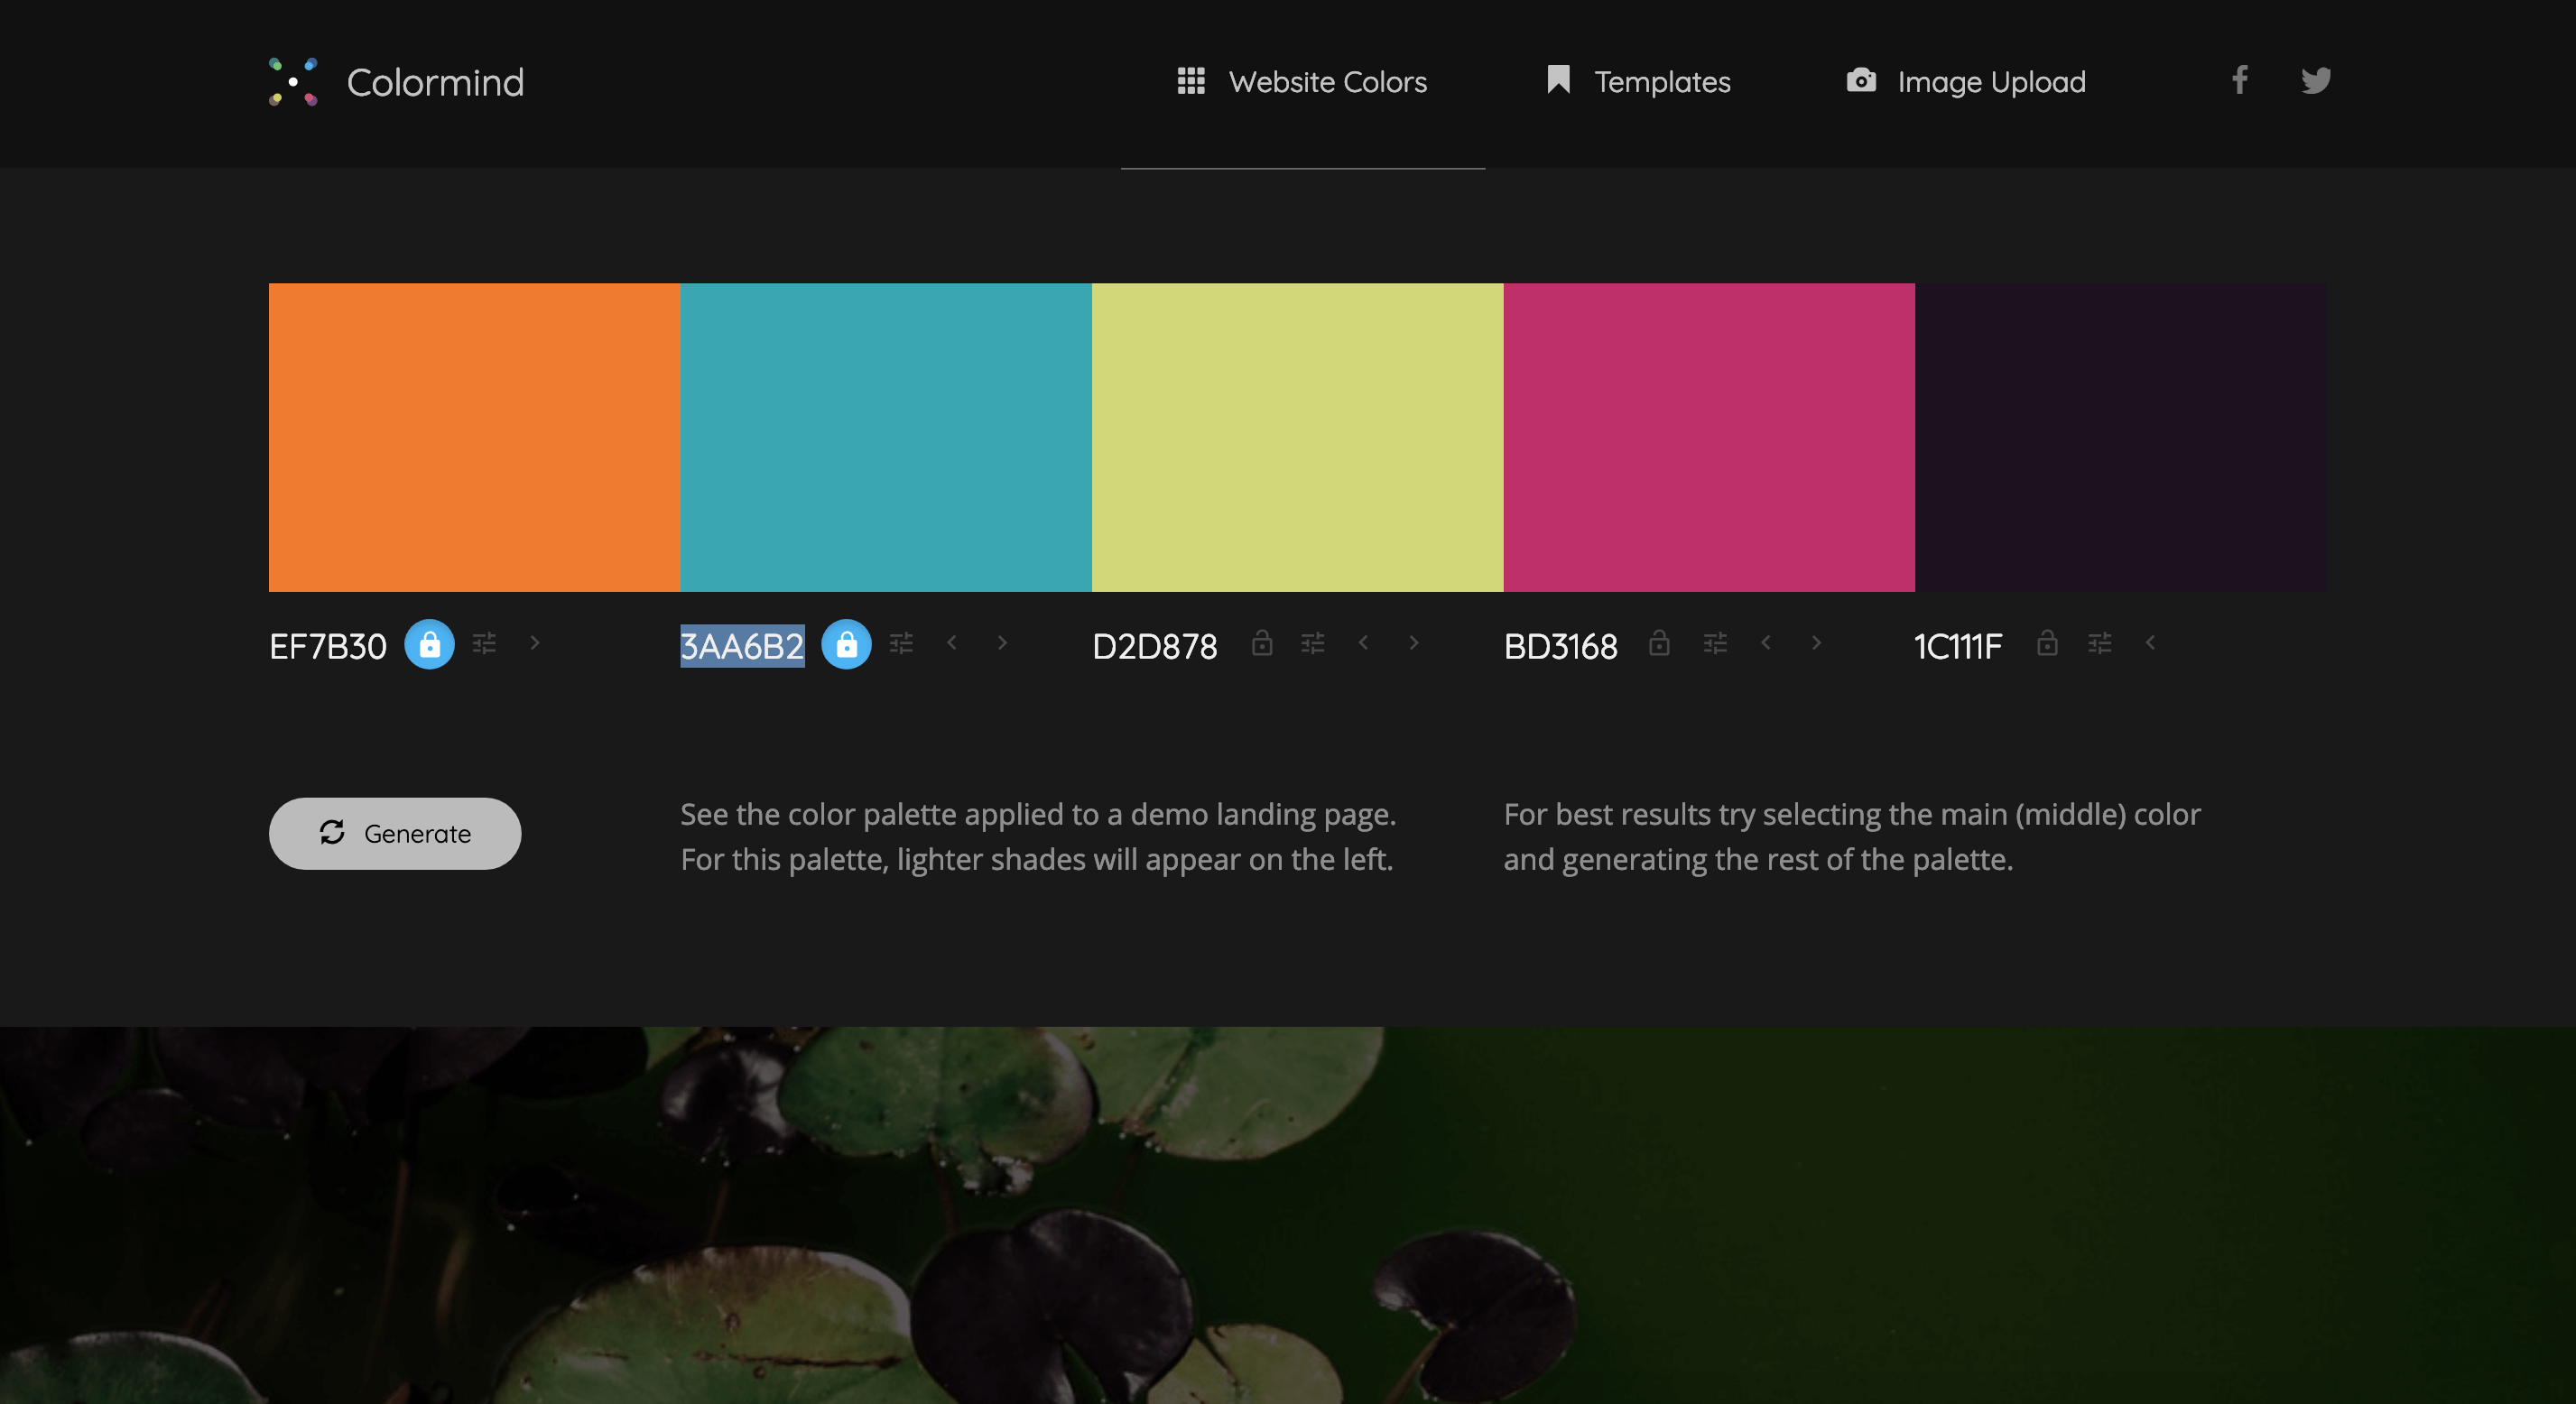 Colormind
Website Colors
Templates
Image Upload
EF7B30
3AA6B2
D2D878
BD3168
1C111F
Generate
See the color palette applied to a demo landing page.
For this palette, lighter shades will appear on the left.
For best results try selecting the main (middle) color
and generating the rest of the palette.